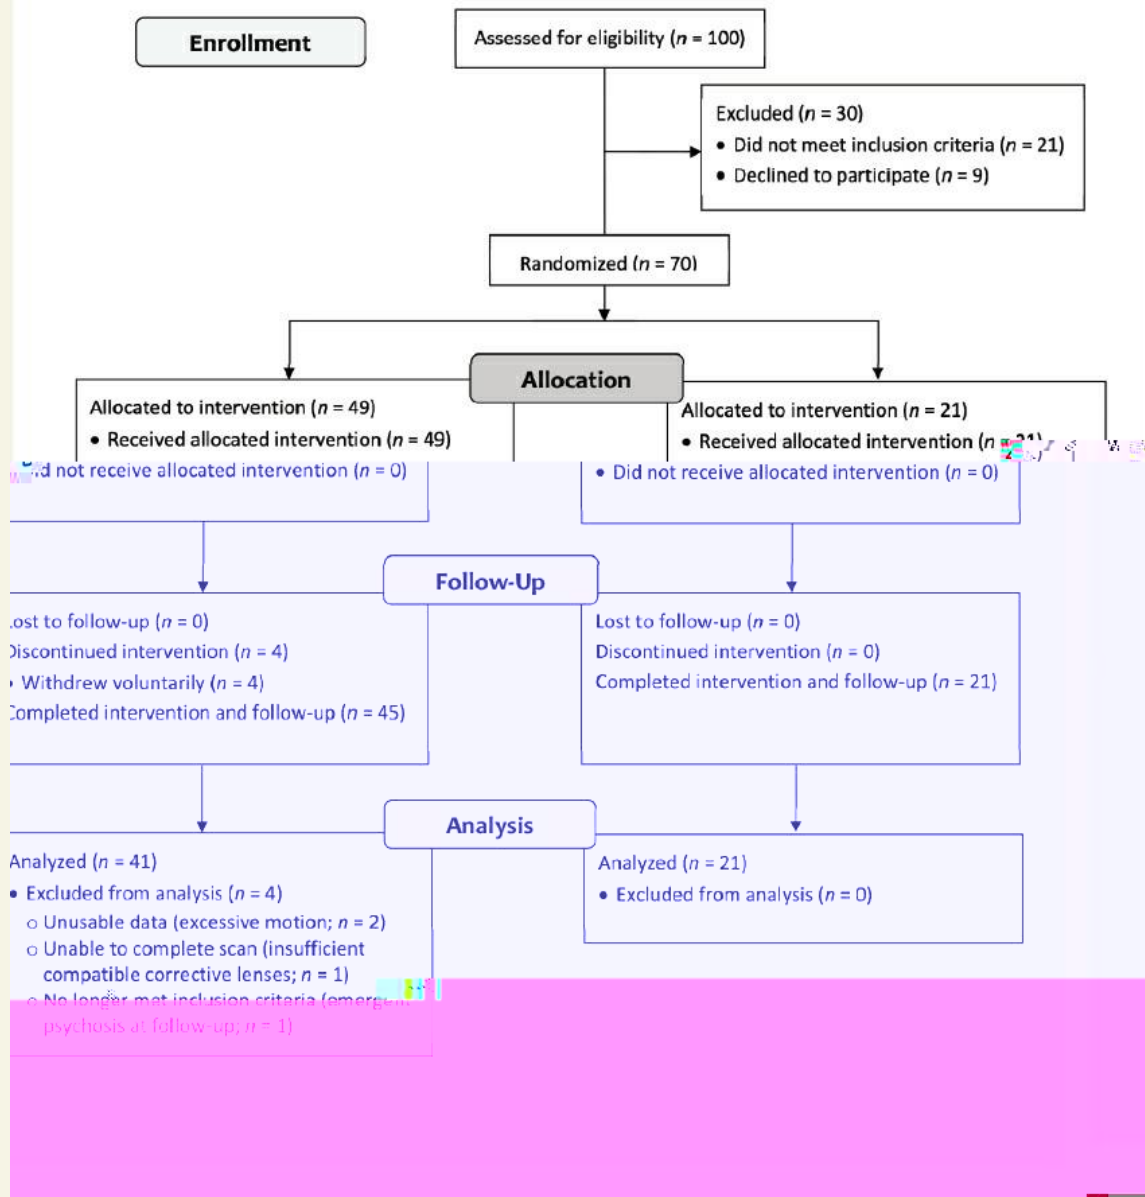 Enrollment
Assessed for eligibility (n = 100)
Excluded (n = 30)
• Did not meet inclusion criteria (n = 21)
• Declined to participate (n = 9)
Randomized (n = 70)
Allocation
Allocated to intervention (n = 49)
• Received allocated intervention (n = 49)
did not receive allocated intervention (n = 0)
Allocated to intervention (n = 21)
• Received allocated intervention (n = 21)
• Did not receive allocated intervention (n = 0)
Follow-Up
Lost to follow-up (n = 0)
Discontinued intervention (n = 4)
• Withdrew voluntarily (n = 4)
Completed intervention and follow-up (n = 45)
Lost to follow-up (n = 0)
Discontinued intervention (n = 0)
Completed intervention and follow-up (n = 21)
Analysis
Analyzed (n = 41)
• Excluded from analysis (n = 4)
o Unusable data (excessive motion; n = 2)
o Unable to complete scan (insufficient
compatible corrective lenses; n = 1)
o No longer met inclusion criteria (emergent
psychosis at follow-up; n = 1)
Analyzed (n = 21)
• Excluded from analysis (n = 0)